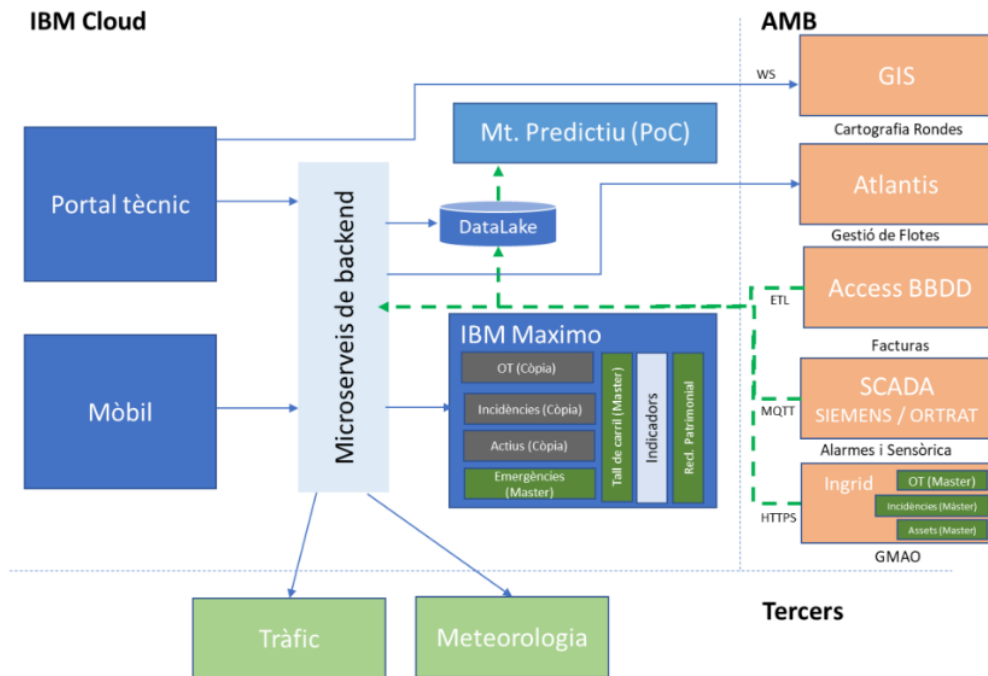 IBM Cloud
AMB
WS
GIS
Cartografia Rondes
Mt. Predictiu (PoC)
Portal tècnic
Microserveis de backend
DataLake
Atlantis
Gestió de Flotes
ETL
Access BBDD
Facturas
Mòbil
IBM Maximo
OT (Còpia)
Incidències (Còpia)
Actius (Còpia)
Emergències
(Master)
Tall de carril (Master)
Indicadors
Recl. Patrimonial
MQTT
SCADA
SIEMENS / ORTRAT
Alarmes i Sensòrica
HTTPS
Ingrid
OT (Master)
Incidències (Màster)
Assets (Master)
GMAO
Tercers
Tràfic
Meteorologia